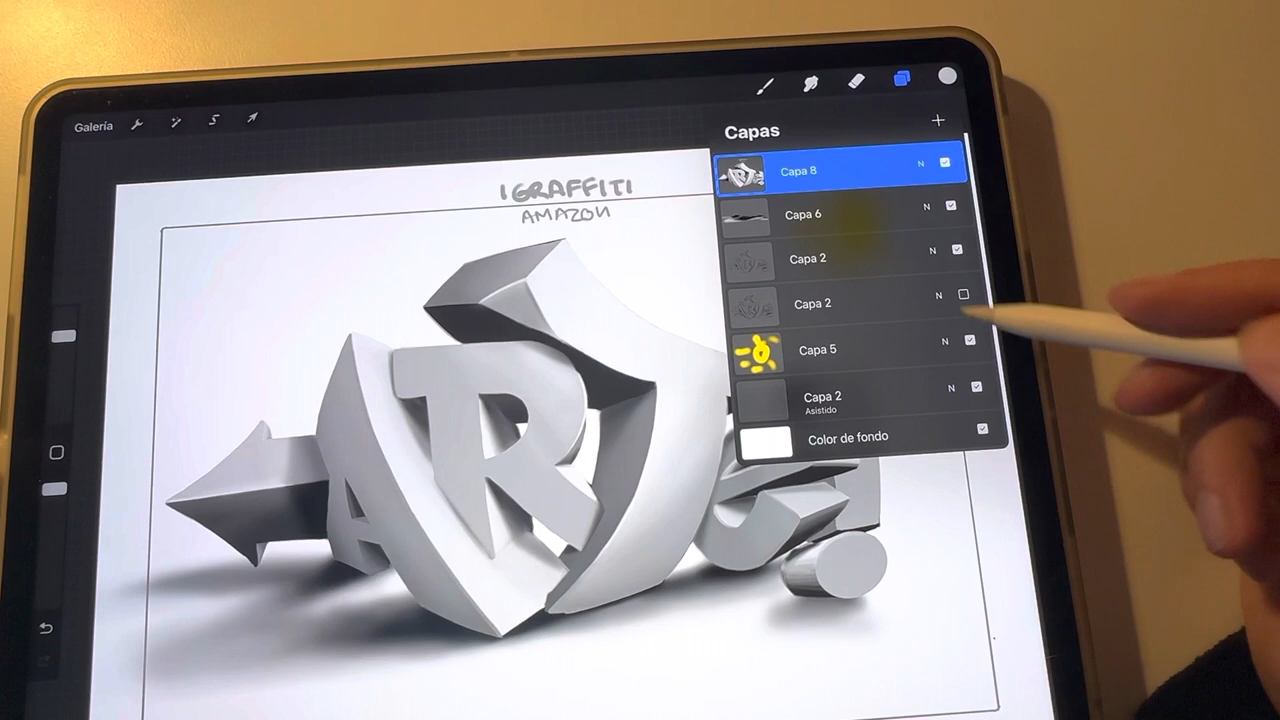 Galería
Capas
IGRAFFITI
AMAZON
Capa 8 N
Capa 6 N
Capa 2 N
Capa 2 N
Capa 5 N
Capa 2 N
Asistido
Color de fondo